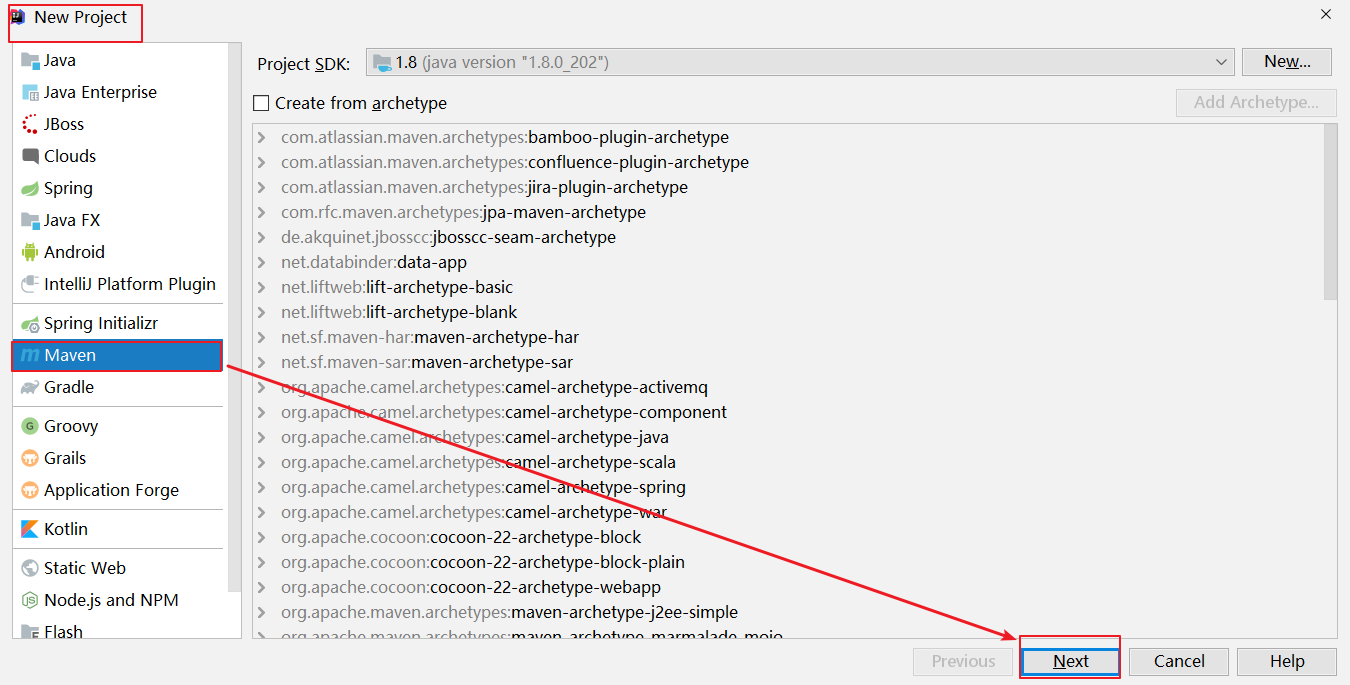 New Project
Java
Java Enterprise
JBoss
Clouds
Spring
Java FX
Android
IntelliJ Platform Plugin
Spring Initializr
Maven
Gradle
Groovy
Grails
Application Forge
Kotlin
Static Web
Node.js and NPM
Flash
Project SDK: 1.8 (java version "1.8.0_202") New...
Create from archetype Add Archetype...
com.atlassian.maven.archetypes:bamboo-plugin-archetype
com.atlassian.maven.archetypes:confluence-plugin-archetype
com.atlassian.maven.archetypes:jira-plugin-archetype
com.rfc.maven.archetypes:jpa-maven-archetype
de.akquinet.jbosscc:jbosscc-seam-archetype
net.databinder:data-app
net.liftweb:lift-archetype-basic
net.liftweb:lift-archetype-blank
net.sf.maven-har:maven-archetype-har
net.sf.maven-sar:maven-archetype-sar
org.apache.camel.archetypes:camel-archetype-activemq
org.apache.camel.archetypes:camel-archetype-component
org.apache.camel.archetypes:camel-archetype-java
org.apache.camel.archetypes:camel-archetype-scala
org.apache.camel.archetypes:camel-archetype-spring
org.apache.camel.archetypes:camel-archetype-war
org.apache.cocoon:cocoon-22-archetype-block
org.apache.cocoon:cocoon-22-archetype-block-plain
org.apache.cocoon:cocoon-22-archetype-webapp
org.apache.maven.archetypes:maven-archetype-j2ee-simple
org.apache.maven.archetypes:maven-archetype-marmalade-mojo
Previous Next Cancel Help